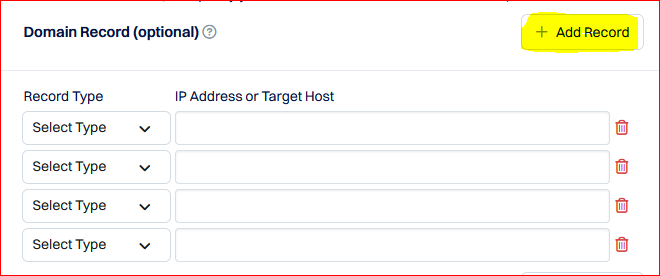 Domain Record (optional) ?
+ Add Record
Record Type IP Address or Target Host
Select Type
Select Type
Select Type
Select Type